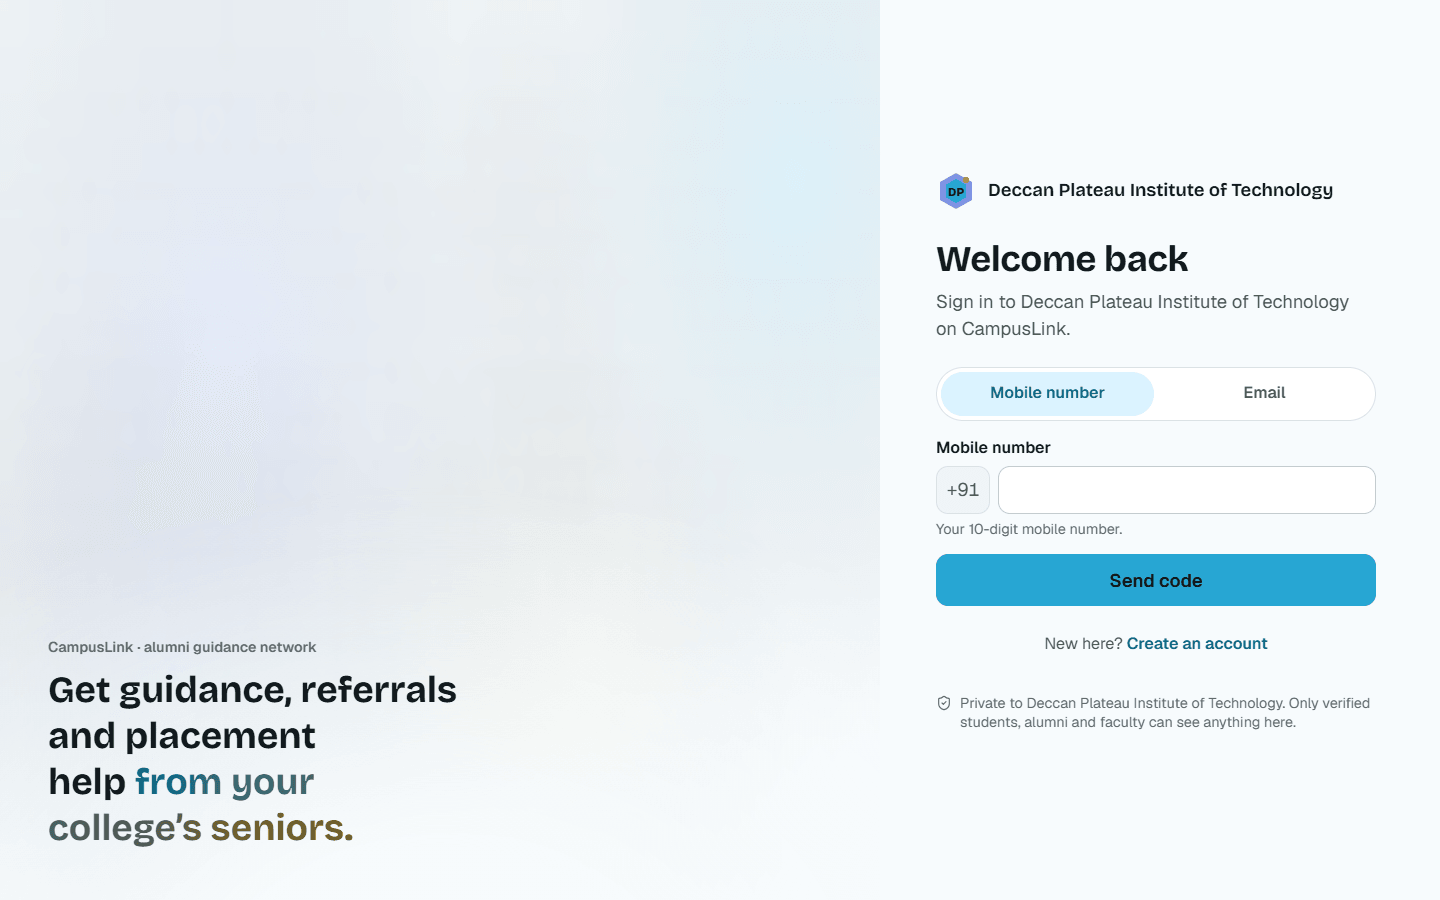 CampusLink · alumni guidance network
Get guidance, referrals
and placement
help from your
college’s seniors.
DP
Deccan Plateau Institute of Technology
Welcome back
Sign in to Deccan Plateau Institute of Technology
on CampusLink.
Mobile number
Email
Mobile number
+91
Your 10-digit mobile number.
Send code
New here? Create an account
Private to Deccan Plateau Institute of Technology. Only verified
students, alumni and faculty can see anything here.